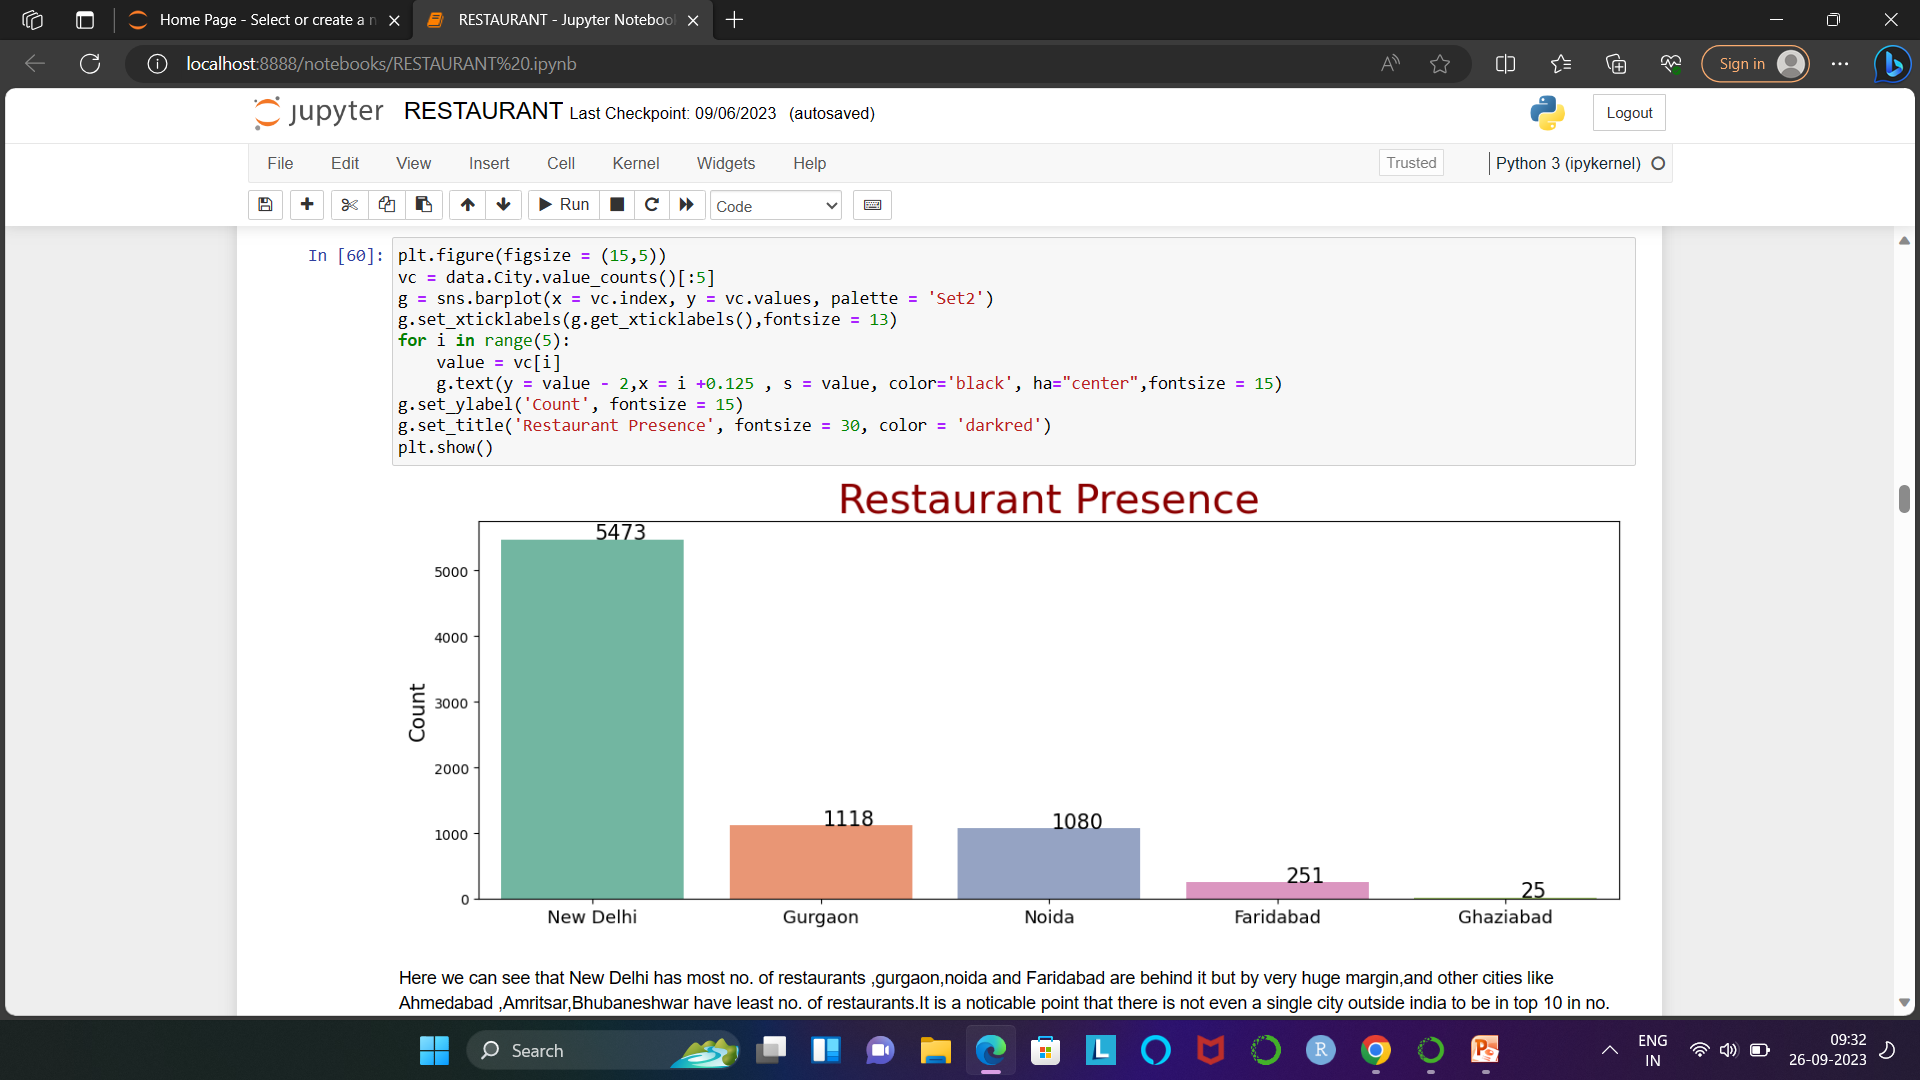 Home Page - Select or create a n
RESTAURANT - Jupyter Noteboo
localhost:8888/notebooks/RESTAURANT%20.ipynb
Sign in
jupyter RESTAURANT Last Checkpoint: 09/06/2023 (autosaved)
Logout
File Edit View Insert Cell Kernel Widgets Help
Trusted
Python 3 (ipykernel)
Run
Code
In [60]:
plt.figure(figsize = (15,5))
vc = data.City.value_counts()[:5]
g = sns.barplot(x = vc.index, y = vc.values, palette = 'Set2')
g.set_xticklabels(g.get_xticklabels(),fontsize = 13)
for i in range(5):
    value = vc[i]
    g.text(y = value - 2,x = i +0.125 , s = value, color='black', ha="center",fontsize = 15)
g.set_ylabel('Count', fontsize = 15)
g.set_title('Restaurant Presence', fontsize = 30, color = 'darkred')
plt.show()
Restaurant Presence
5473
5000
4000
3000
Count
2000
1118
1080
1000
251
25
0
New Delhi Gurgaon Noida Faridabad Ghaziabad
Here we can see that New Delhi has most no. of restaurants ,gurgaon,noida and Faridabad are behind it but by very huge margin,and other cities like
Ahmedabad ,Amritsar,Bhubaneshwar have least no. of restaurants.It is a noticable point that there is not even a single city outside india to be in top 10 in no.
Search
L
R
ENG
IN
09:32
26-09-2023